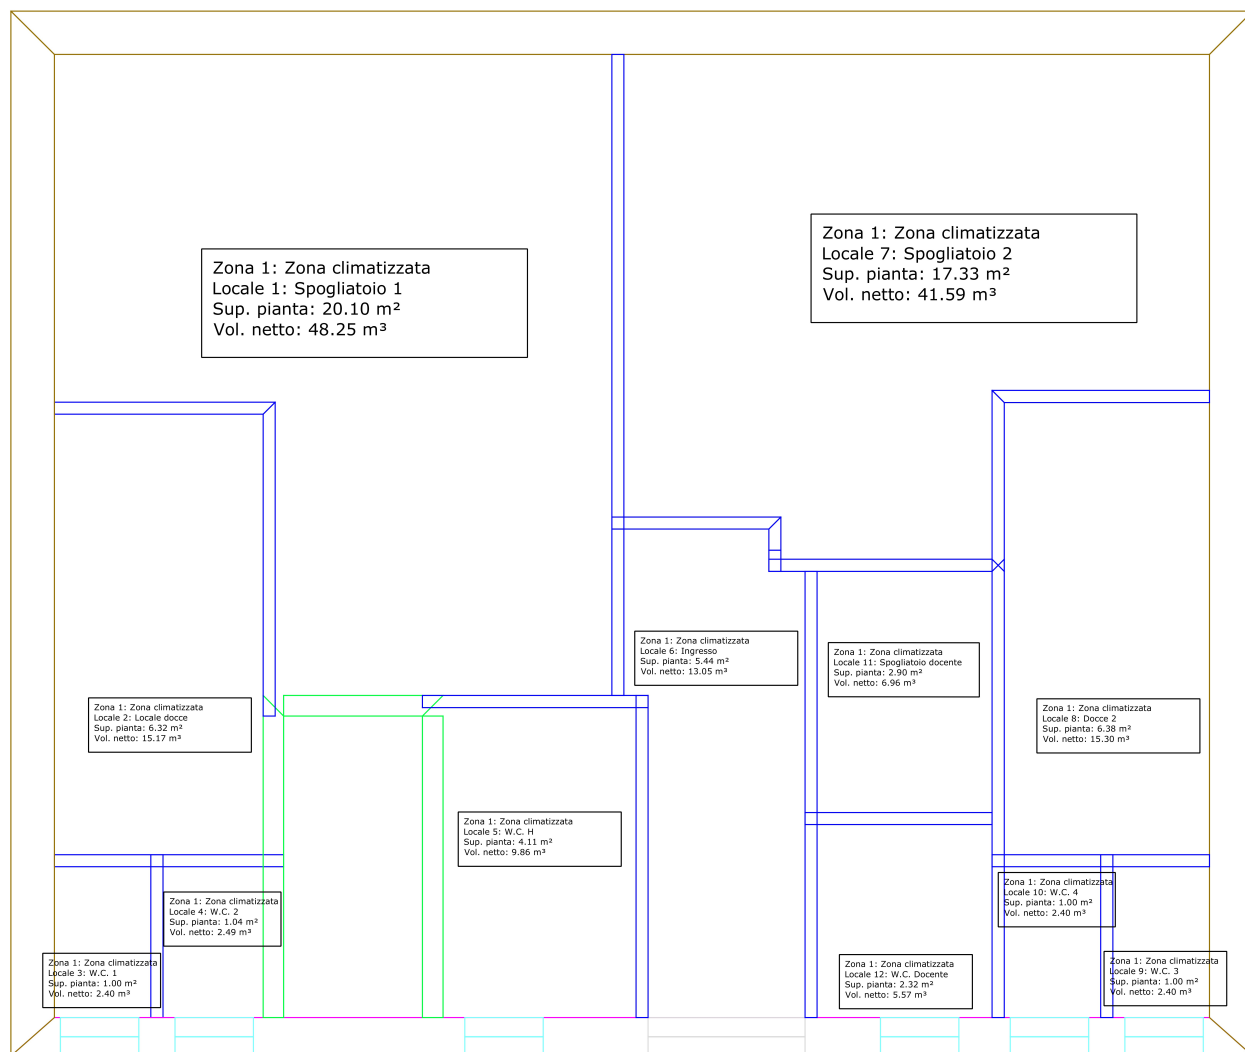 Zona 1: Zona climatizzata
Locale 1: Spogliatoio 1
Sup. pianta: 20.10 m²
Vol. netto: 48.25 m³
Zona 1: Zona climatizzata
Locale 7: Spogliatoio 2
Sup. pianta: 17.33 m²
Vol. netto: 41.59 m³
Zona 1: Zona climatizzata
Locale 6: Ingresso
Sup. pianta: 5.44 m²
Vol. netto: 13.05 m³
Zona 1: Zona climatizzata
Locale 11: Spogliatoio docente
Sup. pianta: 2.90 m²
Vol. netto: 6.96 m³
Zona 1: Zona climatizzata
Locale 2: Locale docce
Sup. pianta: 6.32 m²
Vol. netto: 15.17 m³
Zona 1: Zona climatizzata
Locale 8: Docce 2
Sup. pianta: 6.38 m²
Vol. netto: 15.30 m³
Zona 1: Zona climatizzata
Locale 5: W.C. H
Sup. pianta: 4.11 m²
Vol. netto: 9.86 m³
Zona 1: Zona climatizzata
Locale 4: W.C. 2
Sup. pianta: 1.04 m²
Vol. netto: 2.49 m³
Zona 1: Zona climatizzata
Locale 10: W.C. 4
Sup. pianta: 1.00 m²
Vol. netto: 2.40 m³
Zona 1: Zona climatizzata
Locale 3: W.C. 1
Sup. pianta: 1.00 m²
Vol. netto: 2.40 m³
Zona 1: Zona climatizzata
Locale 12: W.C. Docente
Sup. pianta: 2.32 m²
Vol. netto: 5.57 m³
Zona 1: Zona climatizzata
Locale 9: W.C. 3
Sup. pianta: 1.00 m²
Vol. netto: 2.40 m³